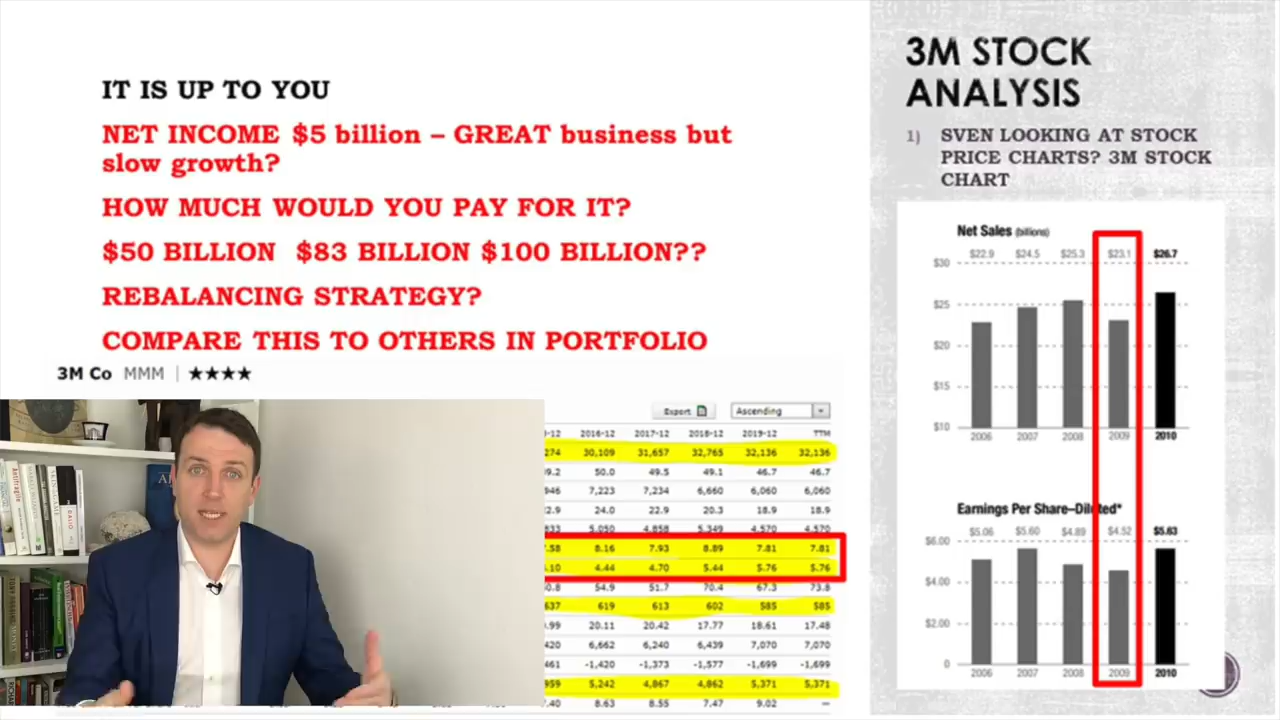 IT IS UP TO YOU
NET INCOME $5 billion – GREAT business but
slow growth?
HOW MUCH WOULD YOU PAY FOR IT?
$50 BILLION $83 BILLION $100 BILLION??
REBALANCING STRATEGY?
COMPARE THIS TO OTHERS IN PORTFOLIO
3M Co MMM | ★★★★
Export Ascending
2016-12 2017-12 2018-12 2019-12 TTM
274 30,109 31,657 32,765 32,136 32,136
50.0 49.5 49.1 46.7 46.7
946 7,223 7,234 6,660 6,060 6,060
24.0 22.9 20.3 18.9 18.9
833 5,050 4,858 5,349 4,570 4,570
.58 8.16 7.93 8.89 7.81 7.81
.10 4.44 4.70 5.44 5.76 5.76
54.9 51.7 70.4 67.3 73.8
637 619 613 602 585 585
.99 20.11 20.42 17.77 18.61 17.48
420 6,662 6,240 6,439 7,070 7,070
461 -1,420 -1,373 -1,577 -1,699 -1,699
959 5,242 4,867 4,862 5,371 5,371
.40 8.63 8.55 7.47 9.02 —
3M STOCK
ANALYSIS
1) SVEN LOOKING AT STOCK
PRICE CHARTS? 3M STOCK
CHART
Net Sales (billions)
$22.9 $24.5 $25.3 $23.1 $26.7
$30
$25
$20
$15
$10
2006 2007 2008 2009 2010
Earnings Per Share–Diluted*
$5.06 $5.60 $4.89 $4.52 $5.63
$6.00
$4.00
$2.00
0
2006 2007 2008 2009 2010